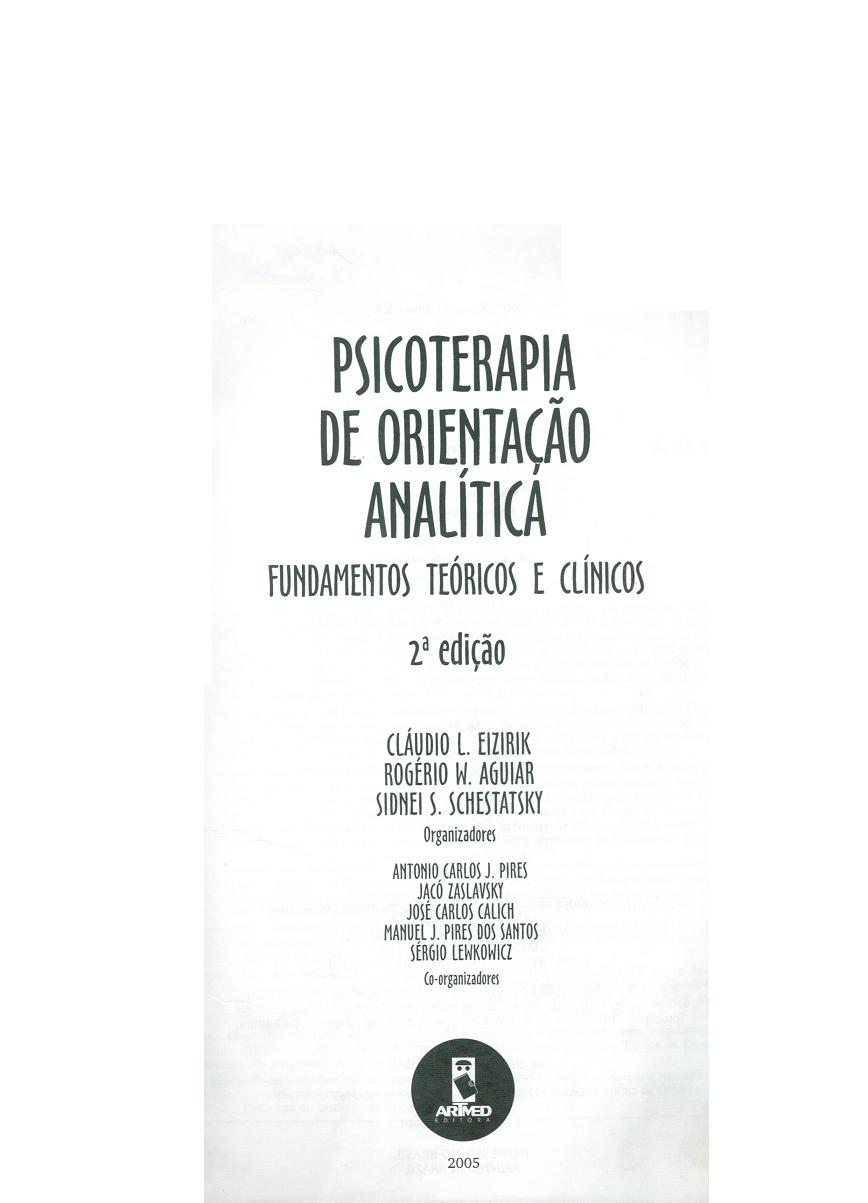 PSICOTERAPIA
DE ORIENTAÇÃO
ANALÍTICA
FUNDAMENTOS TEÓRICOS E CLÍNICOS
2ª edição
CLÁUDIO L. EIZIRIK
ROGÉRIO W. AGUIAR
SIDNEI S. SCHESTATSKY
Organizadores
ANTONIO CARLOS J. PIRES
JACÓ ZASLAVSKY
JOSÉ CARLOS CALICH
MANUEL J. PIRES DOS SANTOS
SÉRGIO LEWKOWICZ
Co-organizadores
ARTMED
EDITORA
2005